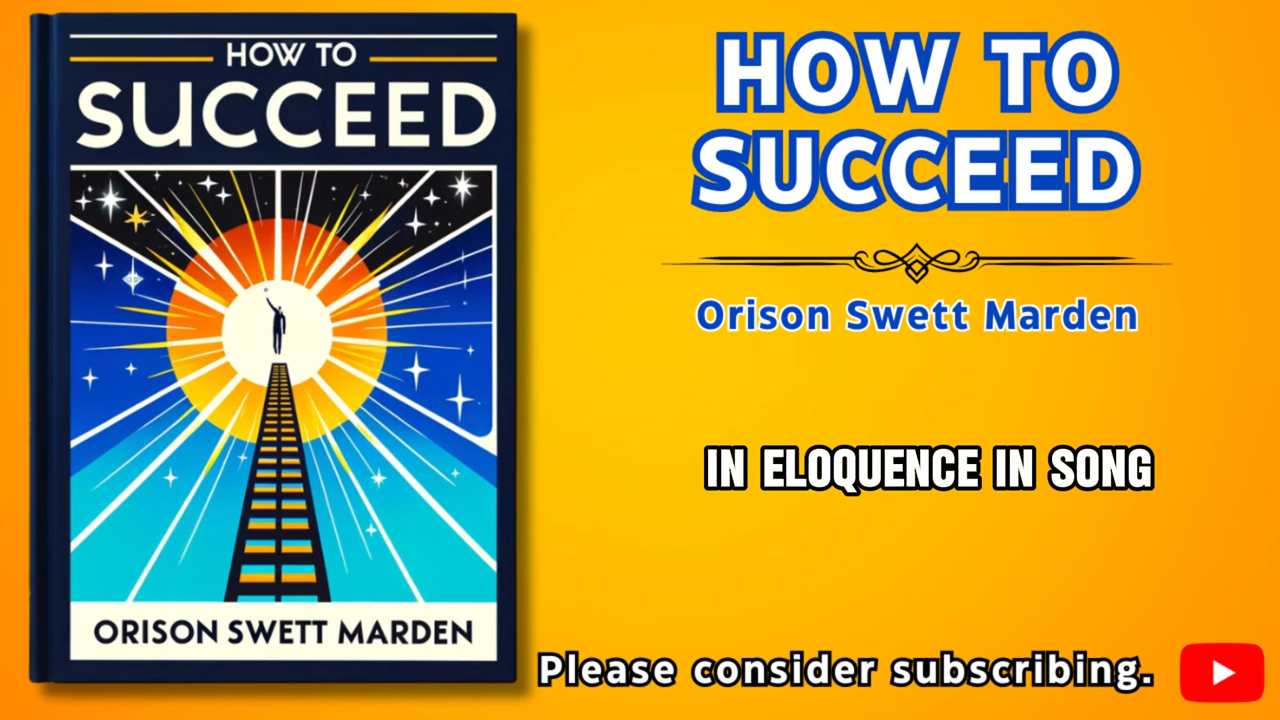 HOW TO
SUCCEED
ORISON SWETT MARDEN
HOW TO
SUCCEED
Orison Swett Marden
IN ELOQUENCE IN SONG
Please consider subscribing.